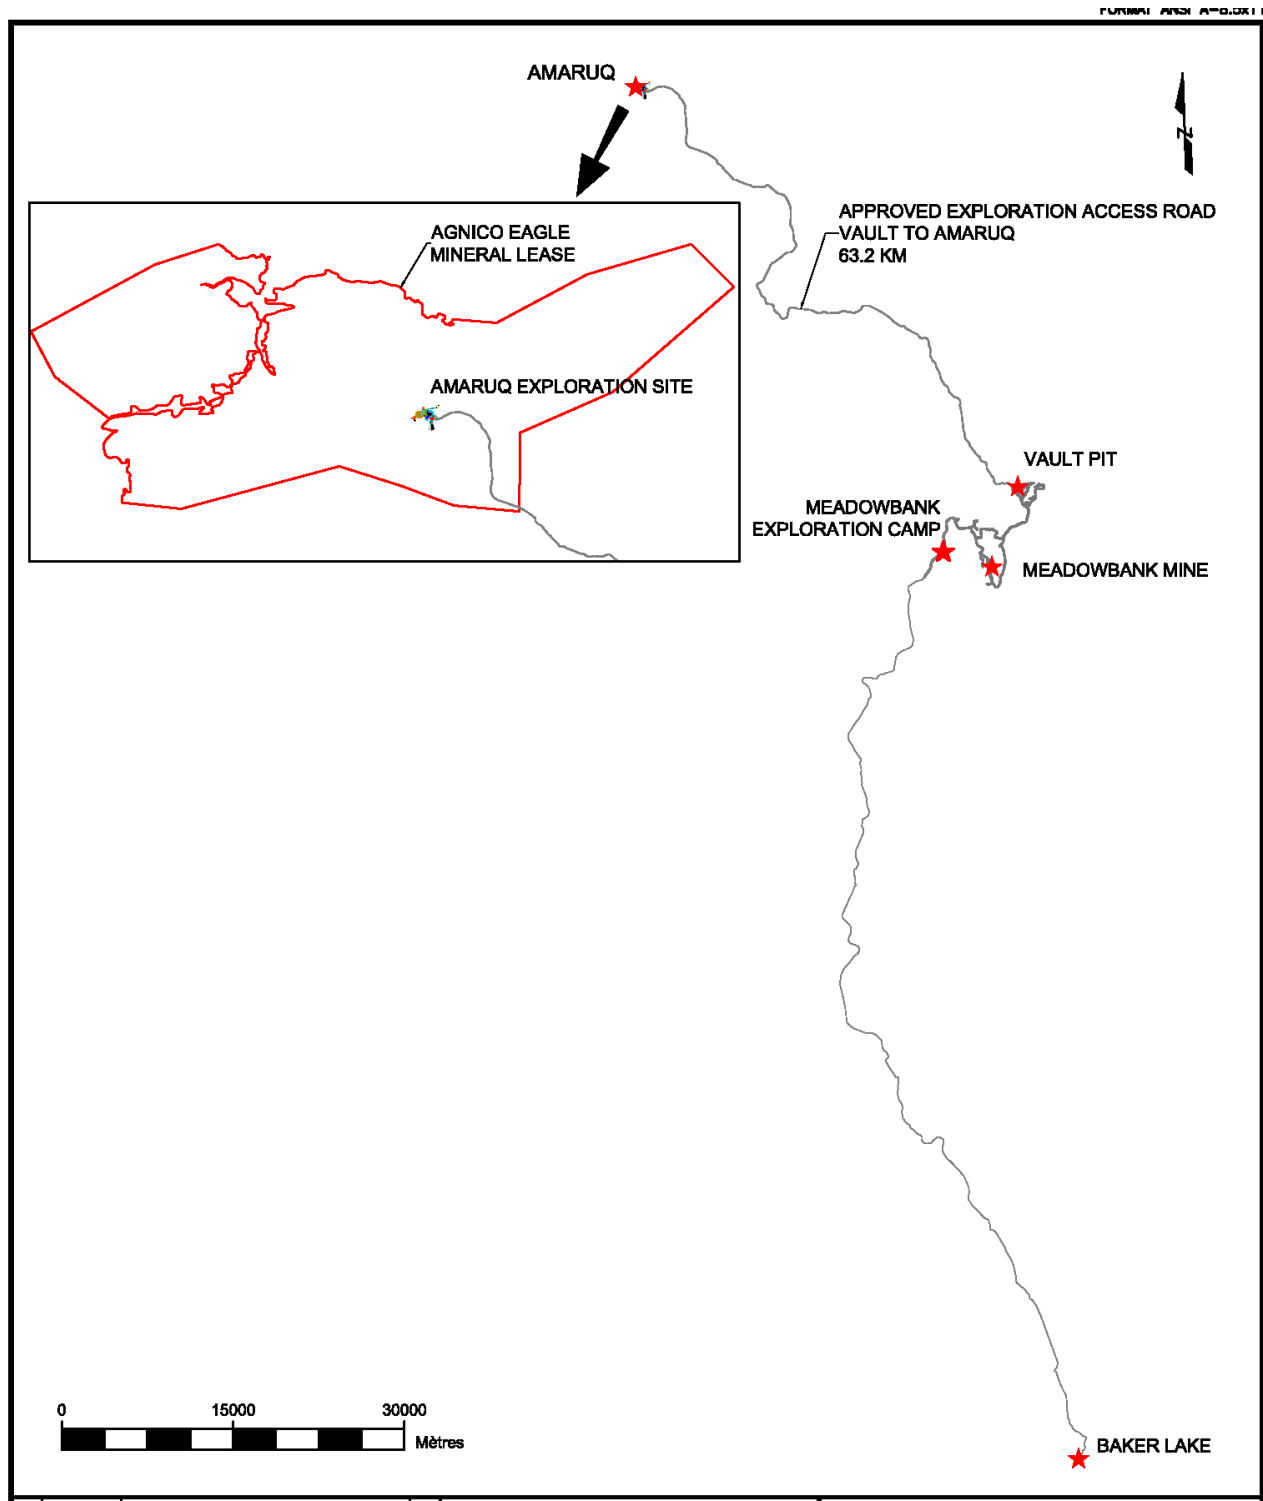 AMARUQ
N
APPROVED EXPLORATION ACCESS ROAD
VAULT TO AMARUQ
63.2 KM
AGNICO EAGLE
MINERAL LEASE
AMARUQ EXPLORATION SITE
VAULT PIT
MEADOWBANK
EXPLORATION CAMP
MEADOWBANK MINE
0 15000 30000
Mètres
BAKER LAKE